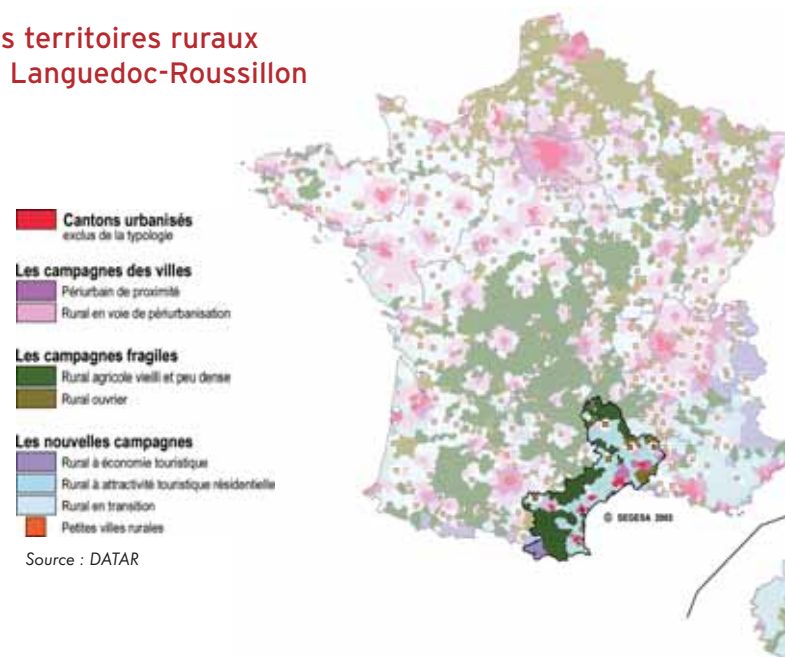 s territoires ruraux
Languedoc-Roussillon
Cantons urbanisés
exclus de la typologie
Les campagnes des villes
Périurbain de proximité
Rural en voie de périurbanisation
Les campagnes fragiles
Rural agricole vieilli et peu dense
Rural ouvrier
Les nouvelles campagnes
Rural à économie touristique
Rural à attractivité touristique résidentielle
Rural en transition
Petites villes rurales
Source : DATAR
© SEGESA 2003